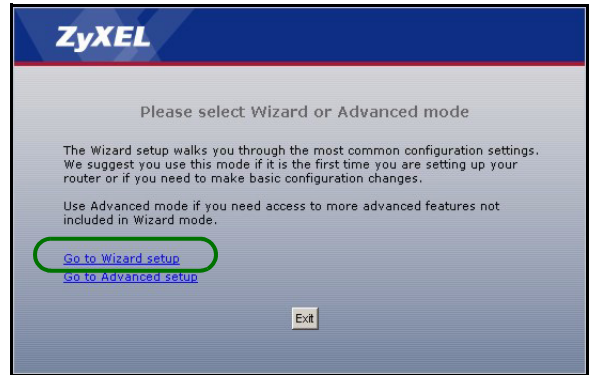 ZyXEL
Please select Wizard or Advanced mode
The Wizard setup walks you through the most common configuration settings.
We suggest you use this mode if it is the first time you are setting up your
router or if you need to make basic configuration changes.
Use Advanced mode if you need access to more advanced features not
included in Wizard mode.
Go to Wizard setup
Go to Advanced setup
Exit